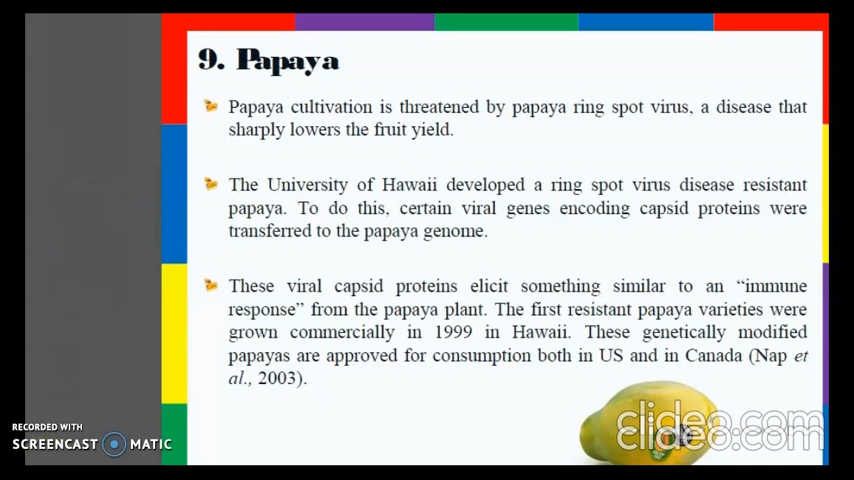 9. Papaya
Papaya cultivation is threatened by papaya ring spot virus, a disease that
sharply lowers the fruit yield.
The University of Hawaii developed a ring spot virus disease resistant
papaya. To do this, certain viral genes encoding capsid proteins were
transferred to the papaya genome.
These viral capsid proteins elicit something similar to an “immune
response” from the papaya plant. The first resistant papaya varieties were
grown commercially in 1999 in Hawaii. These genetically modified
papayas are approved for consumption both in US and in Canada (Nap et
al., 2003).
clideo.com
clideo.com
RECORDED WITH
SCREENCAST MATIC